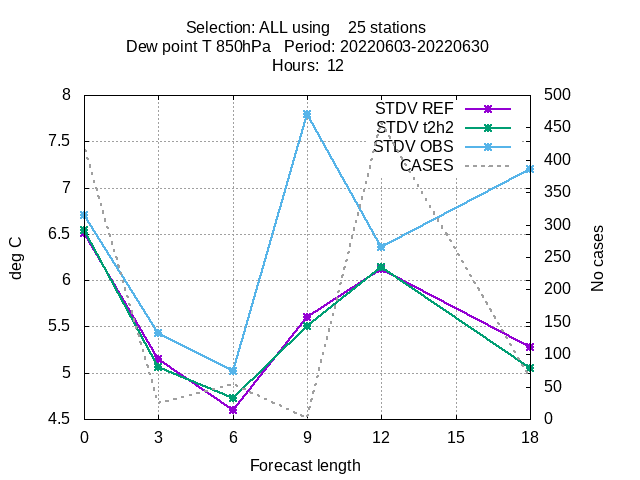 Selection: ALL using    25 stations
Dew point T 850hPa   Period: 20220603-20220630
Hours:  12
8 500
STDV REF
7.5 450
STDV t2h2
STDV OBS
CASES
400
7 350
6.5 300
6 250
200
5.5 150
5 100
50
4.5 0
deg C
No cases
0 3 6 9 12 15 18
Forecast length